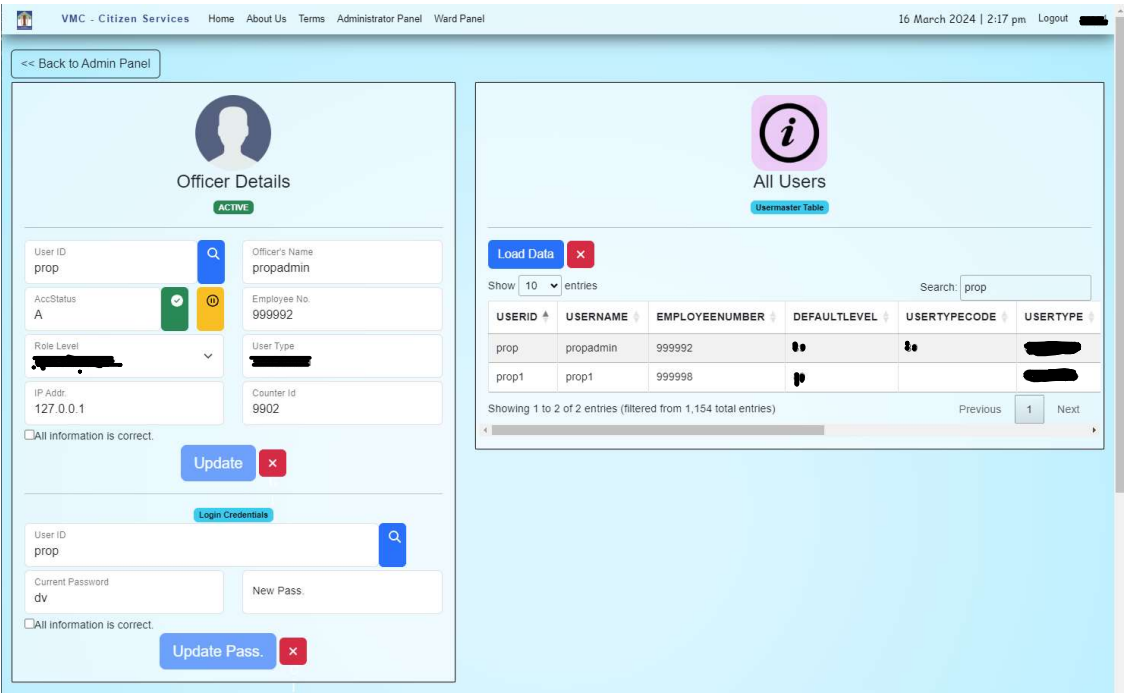 VMC - Citizen Services Home About Us Terms Administrator Panel Ward Panel 16 March 2024 | 2:17 pm Logout
<< Back to Admin Panel
Officer Details
ACTIVE
User ID Officer's Name
prop propadmin
AccStatus Employee No.
A 999992
Role Level User Type
IP Addr. Counter Id
127.0.0.1 9902
All information is correct.
Update ×
Login Credentials
User ID
prop
Current Password New Pass.
dv
All information is correct.
Update Pass. ×
i
All Users
Usermaster Table
Load Data ×
Show 10 entries Search: prop
USERID USERNAME EMPLOYEENUMBER DEFAULTLEVEL USERTYPECODE USERTYPE
prop propadmin 999992
prop1 prop1 999998
Showing 1 to 2 of 2 entries (filtered from 1,154 total entries) Previous 1 Next